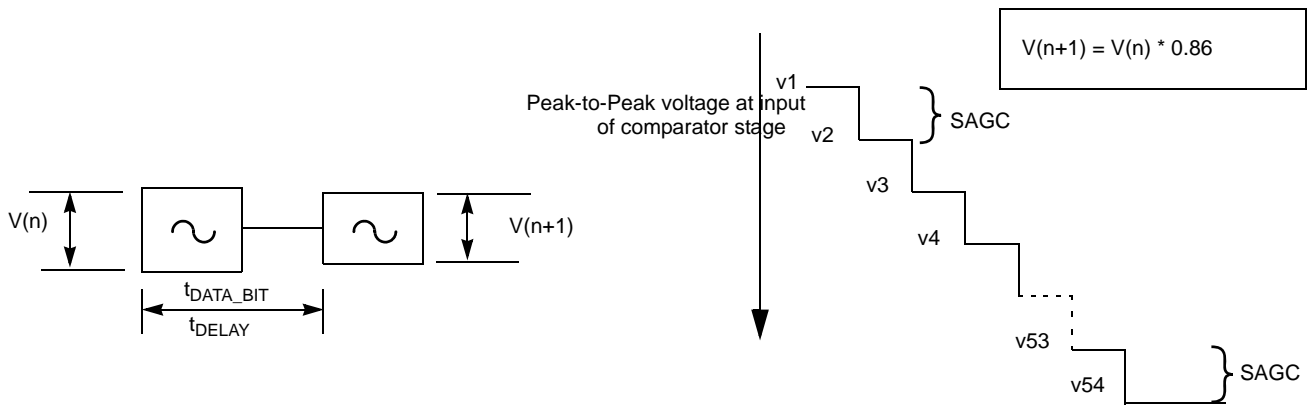 V(n+1) = V(n) * 0.86
v1
Peak-to-Peak voltage at input
of comparator stage
SAGC
v2
v3
V(n)
V(n+1)
v4
tDATA_BIT
tDELAY
v53
v54
SAGC